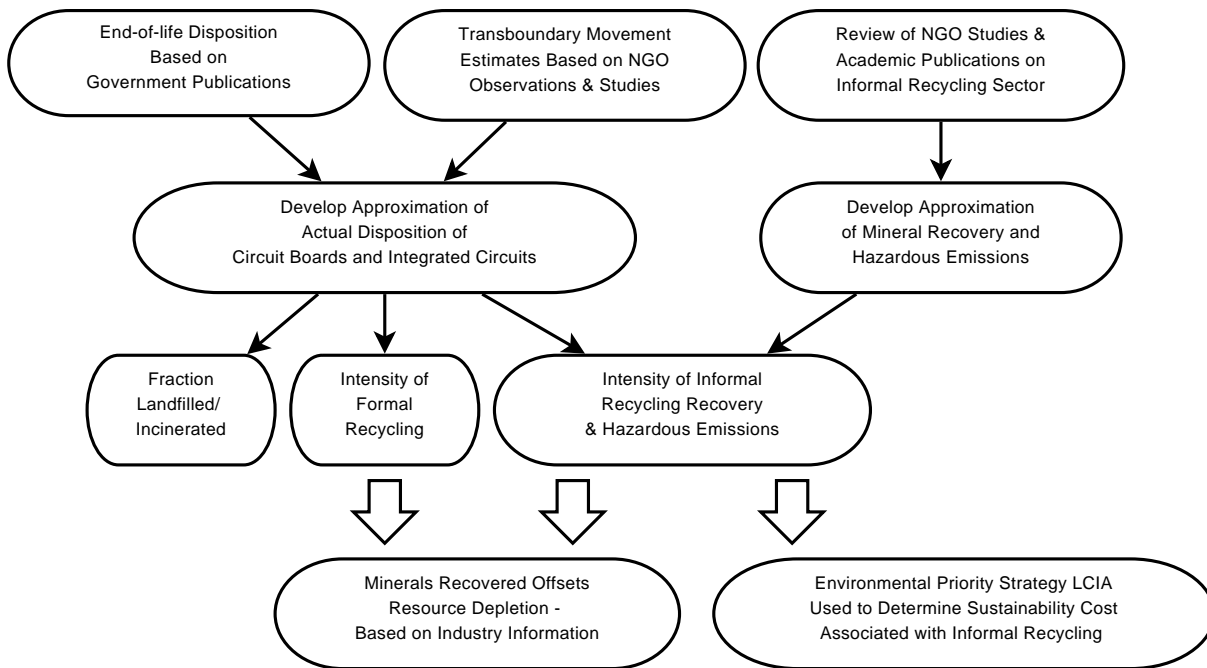 End-of-life Disposition
Based on
Government Publications
Transboundary Movement
Estimates Based on NGO
Observations & Studies
Review of NGO Studies &
Academic Publications on
Informal Recycling Sector
Develop Approximation of
Actual Disposition of
Circuit Boards and Integrated Circuits
Develop Approximation
of Mineral Recovery and
Hazardous Emissions
Fraction
Landfilled/
Incinerated
Intensity of
Formal
Recycling
Intensity of Informal
Recycling Recovery
& Hazardous Emissions
Minerals Recovered Offsets
Resource Depletion -
Based on Industry Information
Environmental Priority Strategy LCIA
Used to Determine Sustainability Cost
Associated with Informal Recycling